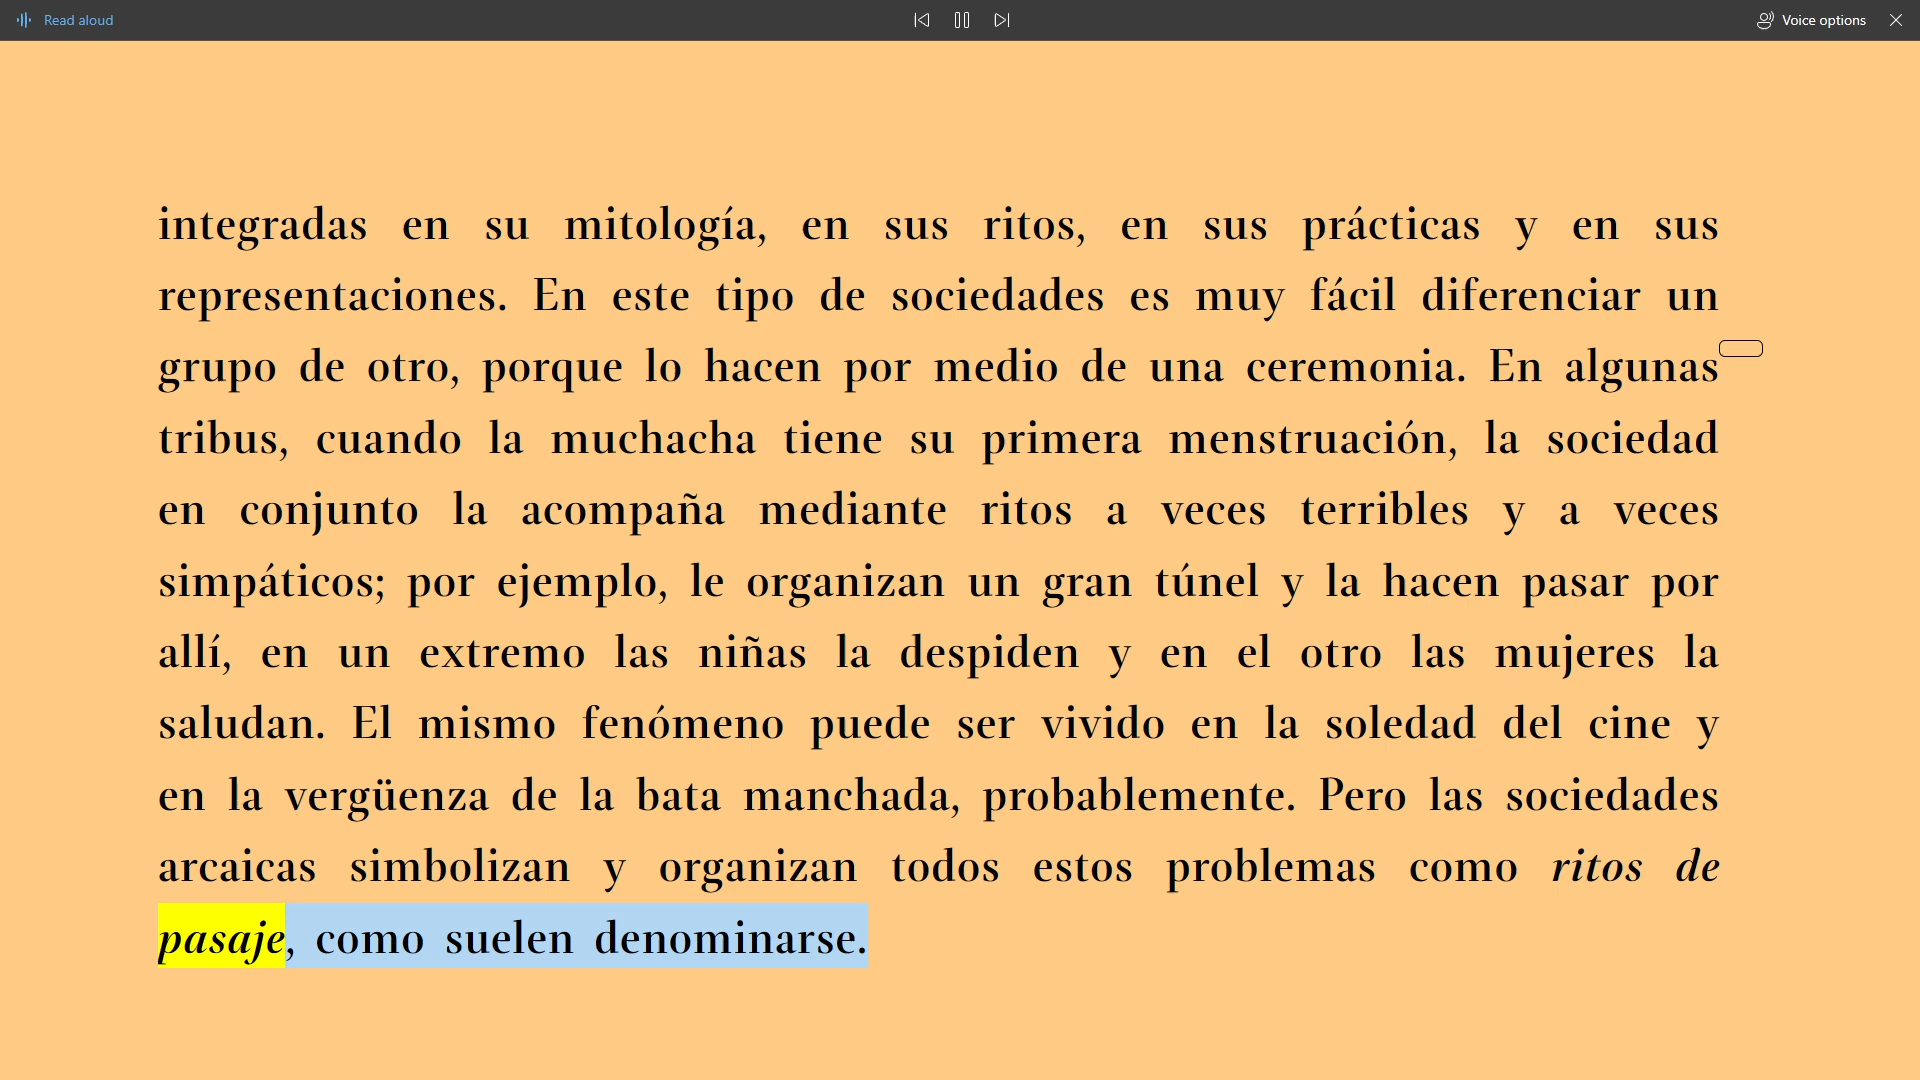 Read aloud
Voice options
integradas en su mitología, en sus ritos, en sus prácticas y en sus
representaciones. En este tipo de sociedades es muy fácil diferenciar un
grupo de otro, porque lo hacen por medio de una ceremonia. En algunas
tribus, cuando la muchacha tiene su primera menstruación, la sociedad
en conjunto la acompaña mediante ritos a veces terribles y a veces
simpáticos; por ejemplo, le organizan un gran túnel y la hacen pasar por
allí, en un extremo las niñas la despiden y en el otro las mujeres la
saludan. El mismo fenómeno puede ser vivido en la soledad del cine y
en la vergüenza de la bata manchada, probablemente. Pero las sociedades
arcaicas simbolizan y organizan todos estos problemas como ritos de
pasaje, como suelen denominarse.